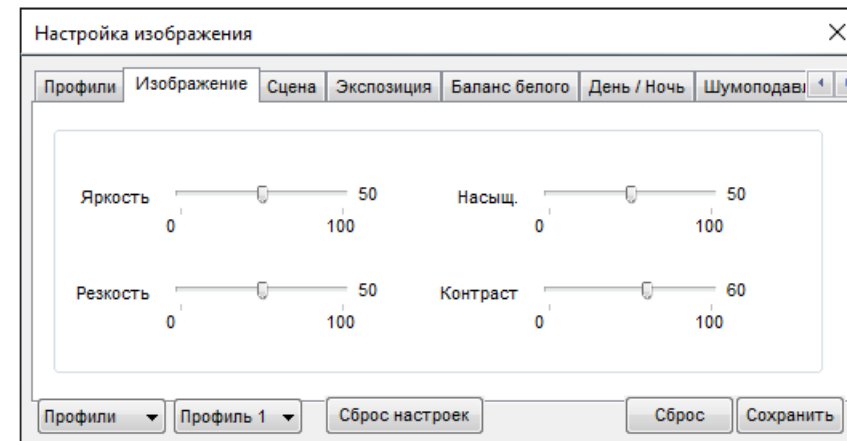 Настройка изображения
Профили Изображение Сцена Экспозиция Баланс белого День / Ночь Шумоподав
Яркость 50 Насыщ. 50
0 100 0 100
Резкость 50 Контраст 60
0 100 0 100
Профили Профиль 1 Сброс настроек Сброс Сохранить